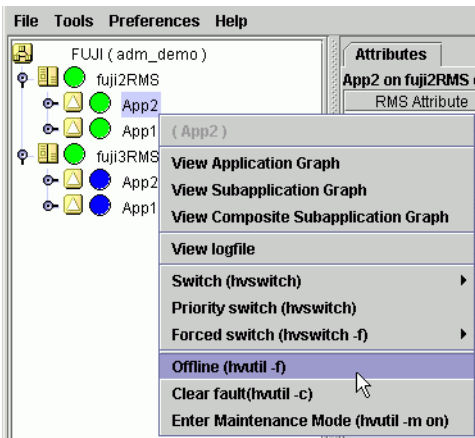 File Tools Preferences Help
FUJI ( adm_demo )
Attributes
fuji2RMS
App2 on fuji2RMS
App2
RMS Attribute
App1
( App2 )
fuji3RMS
View Application Graph
App2
View Subapplication Graph
App1
View Composite Subapplication Graph
View logfile
Switch (hvswitch)
Priority switch (hvswitch)
Forced switch (hvswitch -f)
Offline (hvutil -f)
Clear fault(hvutil -c)
Enter Maintenance Mode (hvutil -m on)